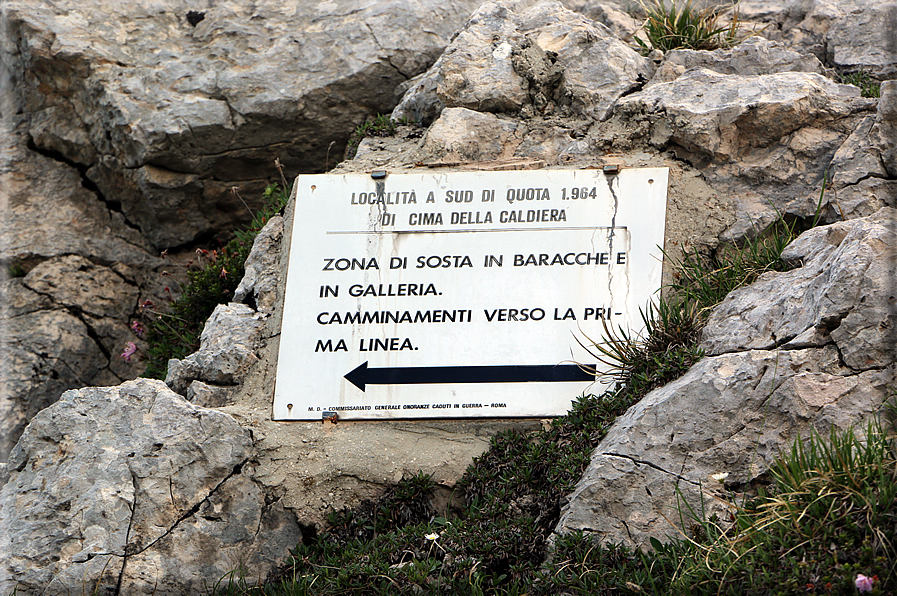 LOCALITÀ A SUD DI QUOTA 1.964
DI CIMA DELLA CALDIERA
ZONA DI SOSTA IN BARACCHE E
IN GALLERIA.
CAMMINAMENTI VERSO LA PRI-
MA LINEA.
M. D. - COMMISSARIATO GENERALE ONORANZE CADUTI IN GUERRA - ROMA